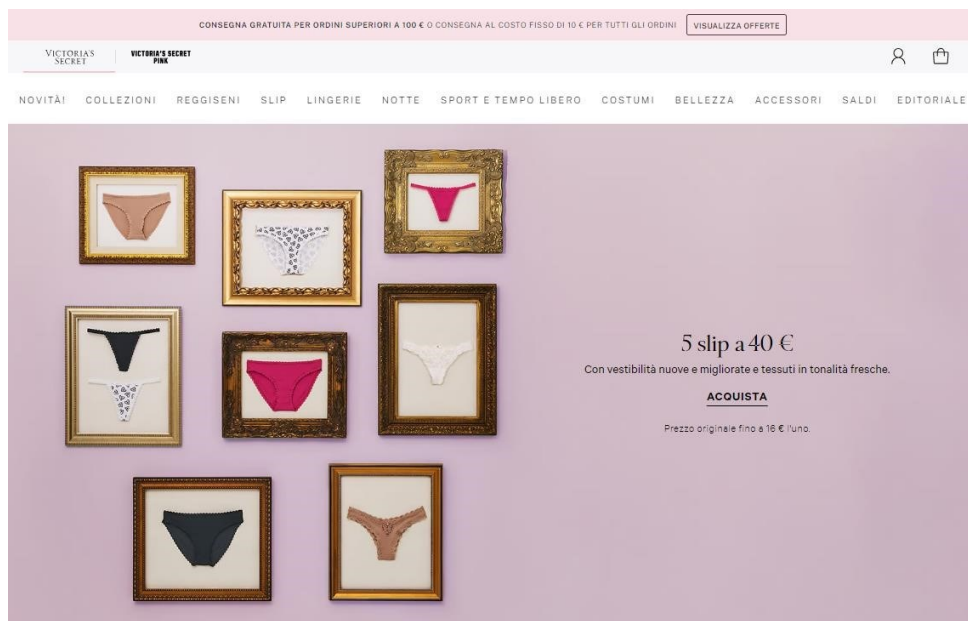 CONSEGNA GRATUITA PER ORDINI SUPERIORI A 100 € O CONSEGNA AL COSTO FISSO DI 10 € PER TUTTI GLI ORDINI VISUALIZZA OFFERTE
VICTORIA'S
SECRET
VICTORIA'S SECRET
PINK
NOVITÀ! COLLEZIONI REGGISENI SLIP LINGERIE NOTTE SPORT E TEMPO LIBERO COSTUMI BELLEZZA ACCESSORI SALDI EDITORIALE
5 slip a 40 €
Con vestibilità nuove e migliorate e tessuti in tonalità fresche.
ACQUISTA
Prezzo originale fino a 16 € l'uno.